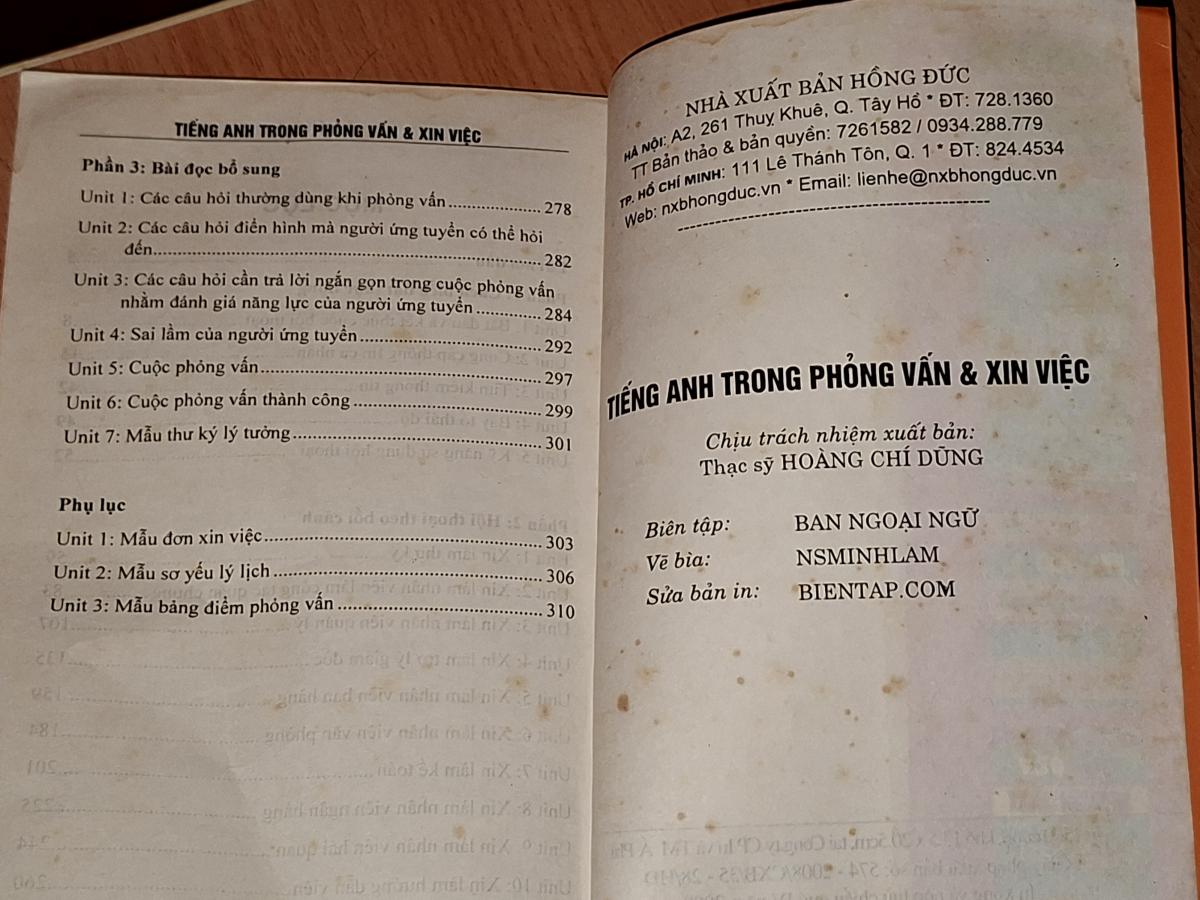 TIẾNG ANH TRONG PHỎNG VẤN & XIN VIỆC
Phần 3: Bài đọc bổ sung
Unit 1: Các câu hỏi thường dùng khi phỏng vấn.................... 278
Unit 2: Các câu hỏi điển hình mà người ứng tuyển có thể hỏi
đến.................................................................... 282
Unit 3: Các câu hỏi cần trả lời ngắn gọn trong cuộc phỏng vấn
nhằm đánh giá năng lực của người ứng tuyển.............. 284
Unit 4: Sai lầm của người ứng tuyển.................................. 292
Unit 5: Cuộc phỏng vấn.................................................. 297
Unit 6: Cuộc phỏng vấn thành công.................................... 299
Unit 7: Mẫu thư ký lý tưởng............................................ 301
Phụ lục
Unit 1: Mẫu đơn xin việc................................................ 303
Unit 2: Mẫu sơ yếu lý lịch............................................... 306
Unit 3: Mẫu bảng điểm phỏng vấn..................................... 310
NHÀ XUẤT BẢN HỒNG ĐỨC
HÀ NỘI: A2, 261 Thuỵ Khuê, Q. Tây Hồ * ĐT: 728.1360
TT Bản thảo & bản quyền: 7261582 / 0934.288.779
TP. HỒ CHÍ MINH: 111 Lê Thánh Tôn, Q. 1 * ĐT: 824.4534
Web: nxbhongduc.vn * Email: lienhe@nxbhongduc.vn
TIẾNG ANH TRONG PHỎNG VẤN & XIN VIỆC
Chịu trách nhiệm xuất bản:
Thạc sỹ HOÀNG CHÍ DŨNG
Biên tập: BAN NGOẠI NGỮ
Vẽ bìa: NSMINHLAM
Sửa bản in: BIENTAP.COM